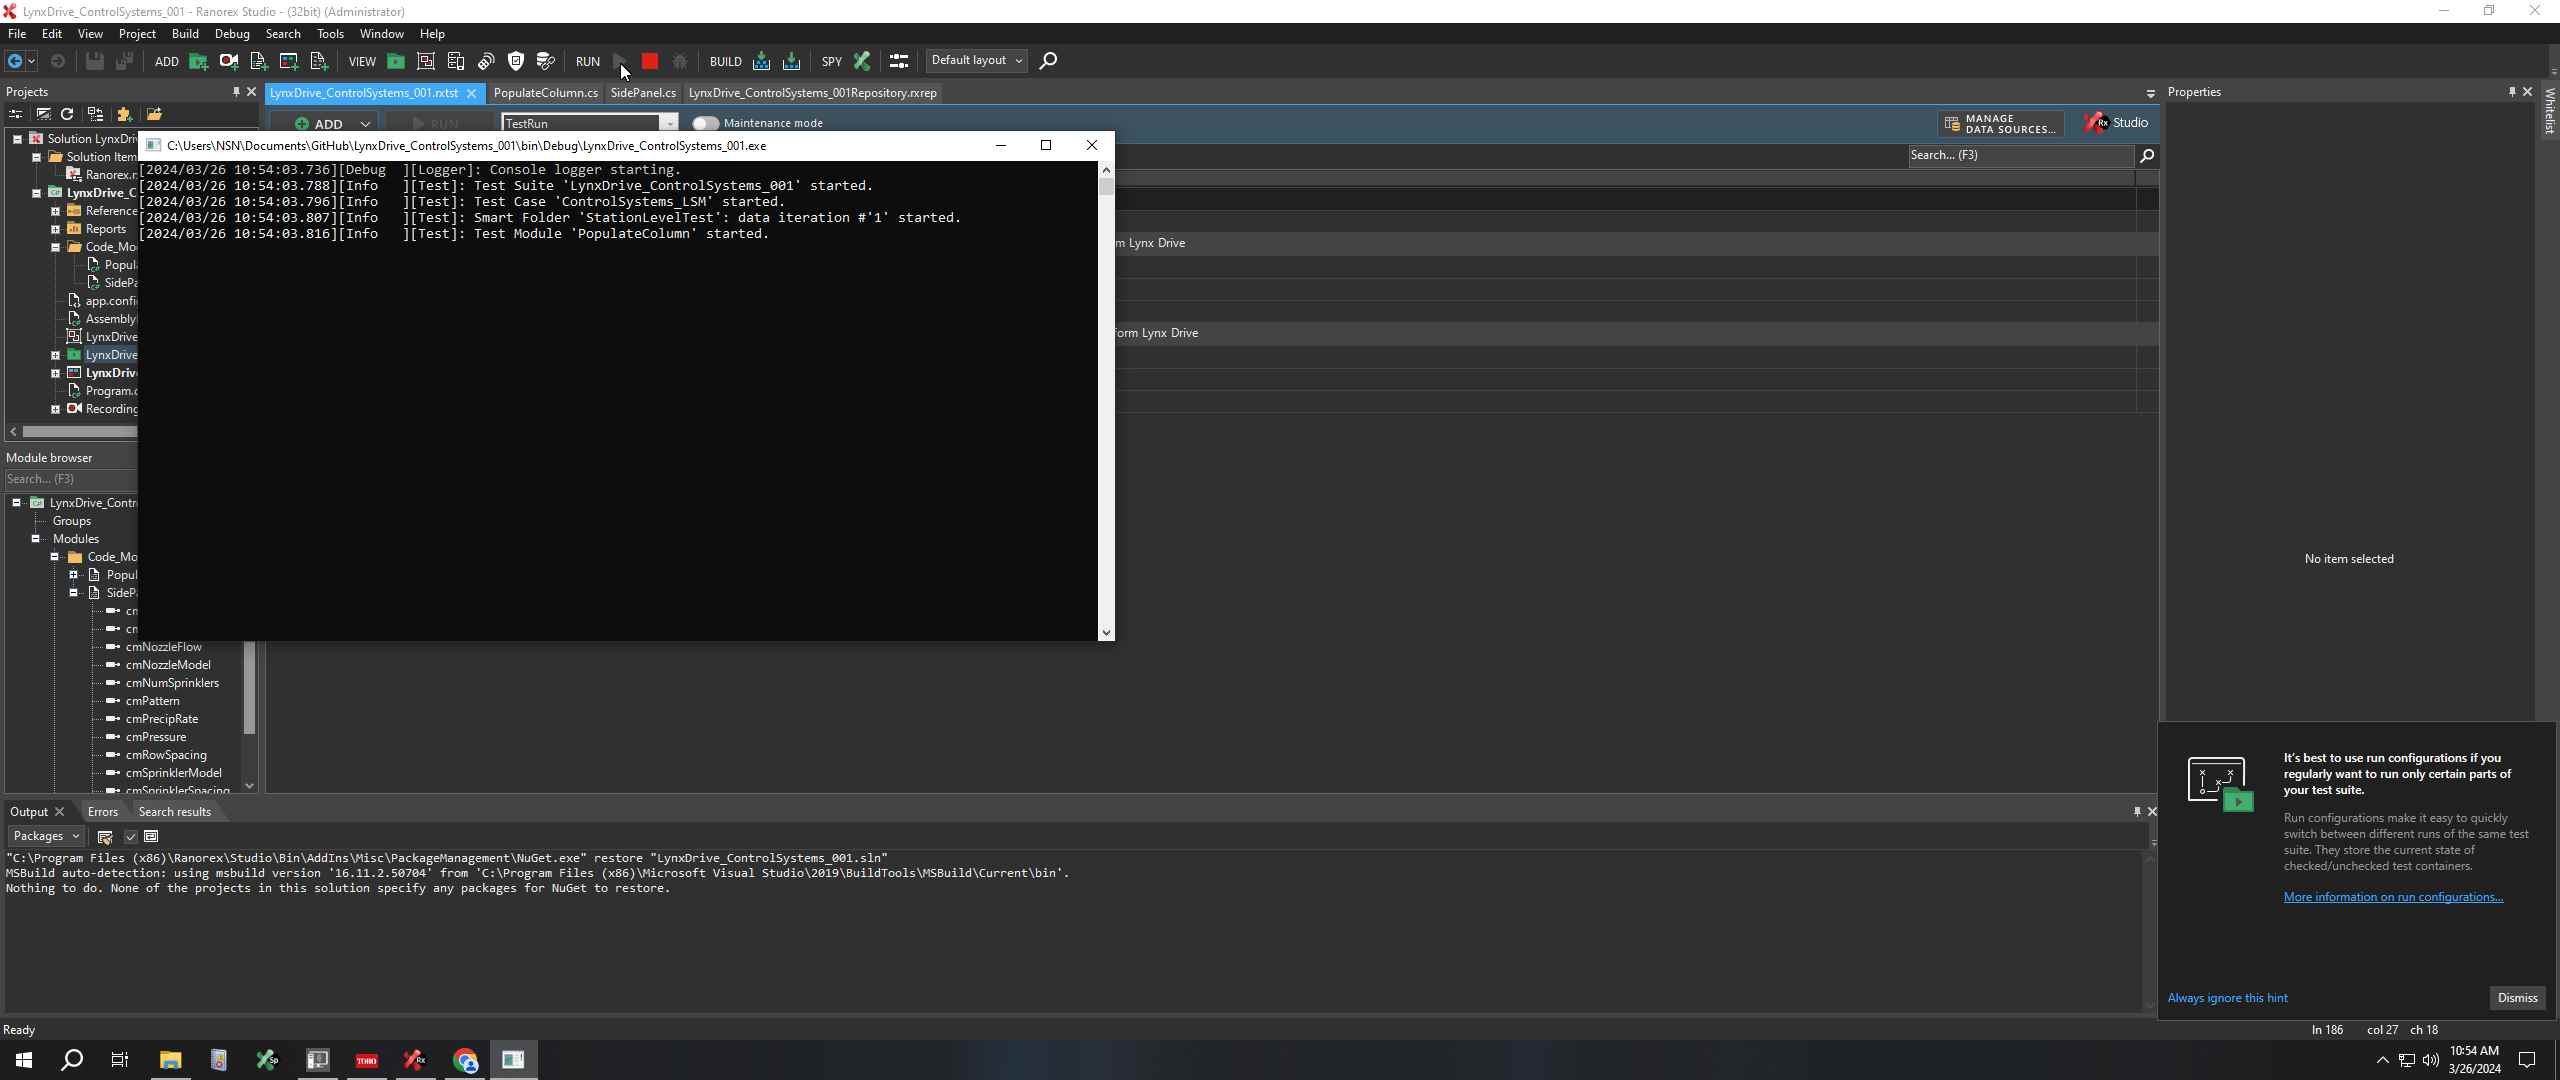 LynxDrive_ControlSystems_001 - Ranorex Studio - (32bit) (Administrator)
File Edit View Project Build Debug Search Tools Window Help
ADD VIEW RUN BUILD SPY Default layout
Projects
LynxDrive_ControlSystems_001.rxtst PopulateColumn.cs SidePanel.cs LynxDrive_ControlSystems_001Repository.rxrep
Properties
Whitelist
ADD RUN TestRun Maintenance mode
MANAGE
DATA SOURCES...
Rx Studio
Search... (F3)
Solution LynxDri
Solution Item
Ranorex.r
LynxDrive_C
Reference
Reports
Code_Mo
Popul
SidePa
app.confi
Assembly
LynxDrive
LynxDrive
LynxDriv
Program.c
Recording
C:\Users\NSN\Documents\GitHub\LynxDrive_ControlSystems_001\bin\Debug\LynxDrive_ControlSystems_001.exe
[2024/03/26 10:54:03.736][Debug ][Logger]: Console logger starting.
[2024/03/26 10:54:03.788][Info ][Test]: Test Suite 'LynxDrive_ControlSystems_001' started.
[2024/03/26 10:54:03.796][Info ][Test]: Test Case 'ControlSystems_LSM' started.
[2024/03/26 10:54:03.807][Info ][Test]: Smart Folder 'StationLevelTest': data iteration #'1' started.
[2024/03/26 10:54:03.816][Info ][Test]: Test Module 'PopulateColumn' started.
m Lynx Drive
form Lynx Drive
No item selected
Module browser
Search... (F3)
LynxDrive_Contr
Groups
Modules
Code_Mo
Popul
SideP
cm
cm
cmNozzleFlow
cmNozzleModel
cmNumSprinklers
cmPattern
cmPrecipRate
cmPressure
cmRowSpacing
cmSprinklerModel
cmSprinklerSpacing
Output Errors Search results
Packages
"C:\Program Files (x86)\Ranorex\Studio\Bin\AddIns\Misc\PackageManagement\NuGet.exe" restore "LynxDrive_ControlSystems_001.sln"
MSBuild auto-detection: using msbuild version '16.11.2.50704' from 'C:\Program Files (x86)\Microsoft Visual Studio\2019\BuildTools\MSBuild\Current\bin'.
Nothing to do. None of the projects in this solution specify any packages for NuGet to restore.
It's best to use run configurations if you
regularly want to run only certain parts of
your test suite.
Run configurations make it easy to quickly
switch between different runs of the same test
suite. They store the current state of
checked/unchecked test containers.
More information on run configurations...
Always ignore this hint Dismiss
Ready
ln 186 col 27 ch 18
Sp TORO Rx
10:54 AM
3/26/2024